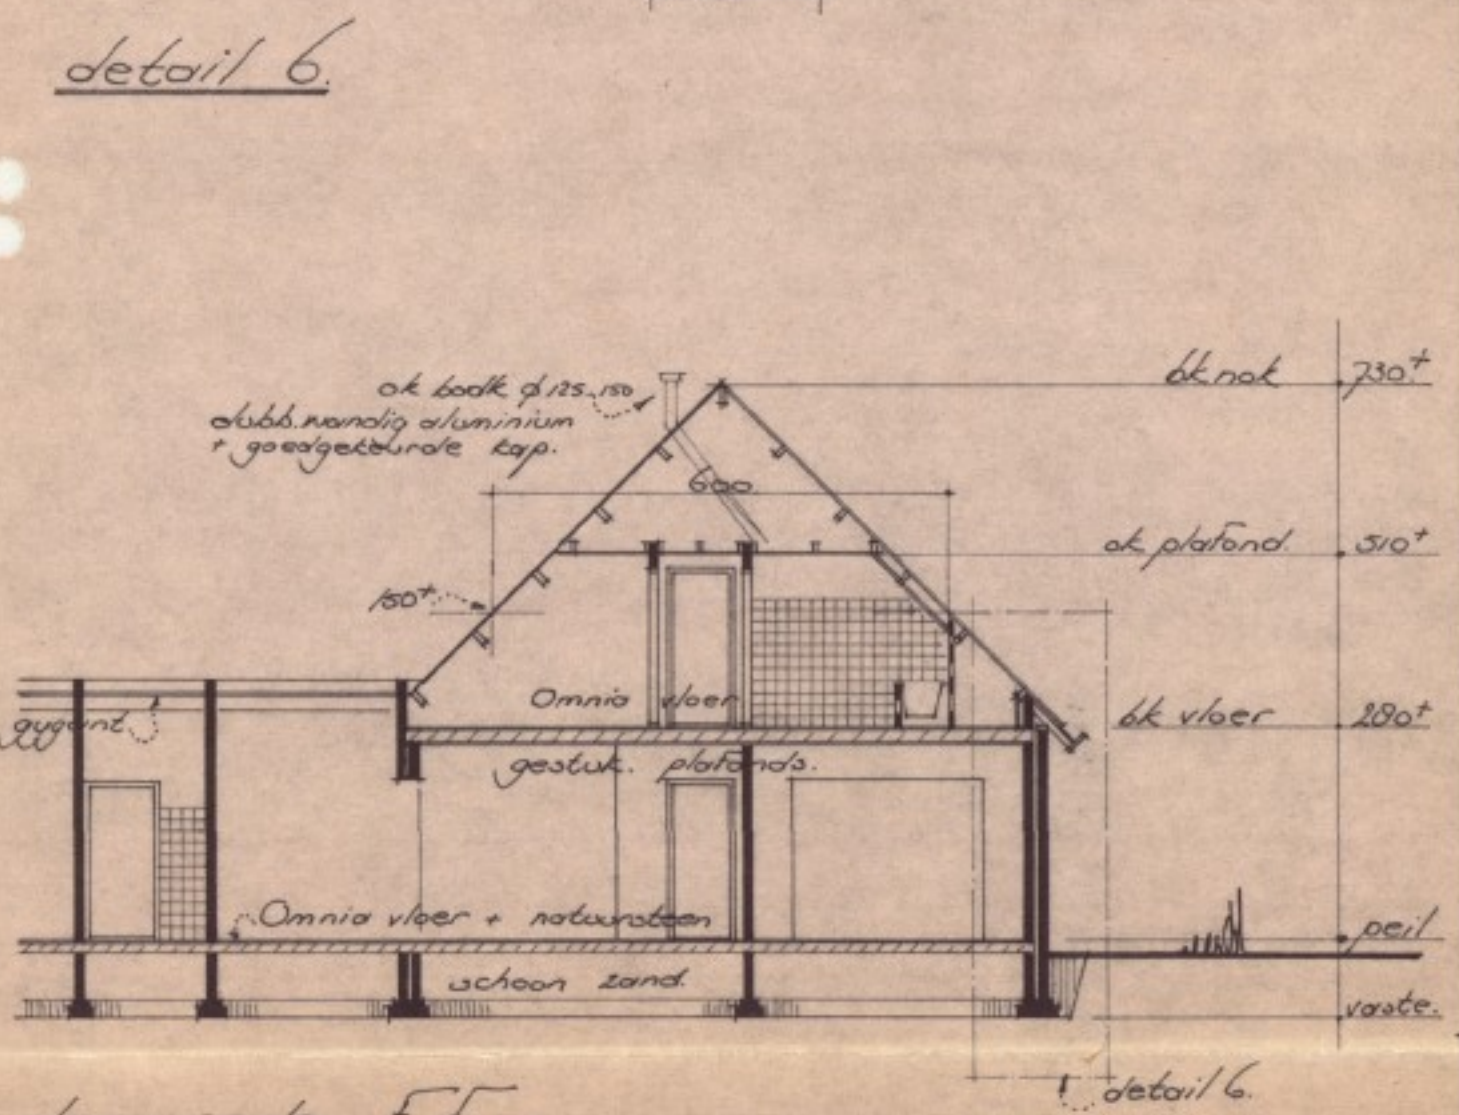 detail 6.
bk nok 730+
ok bodk ϕ 125-150
dubb. wandig aluminium
+ goedgekeurde kap.
600
ok plafond. 510+
150+
Omnia vloer
bk vloer 280+
gestuk. plafonds.
Omnia vloer + natuursteen
peil
schoon zand.
vaste.
detail 6.